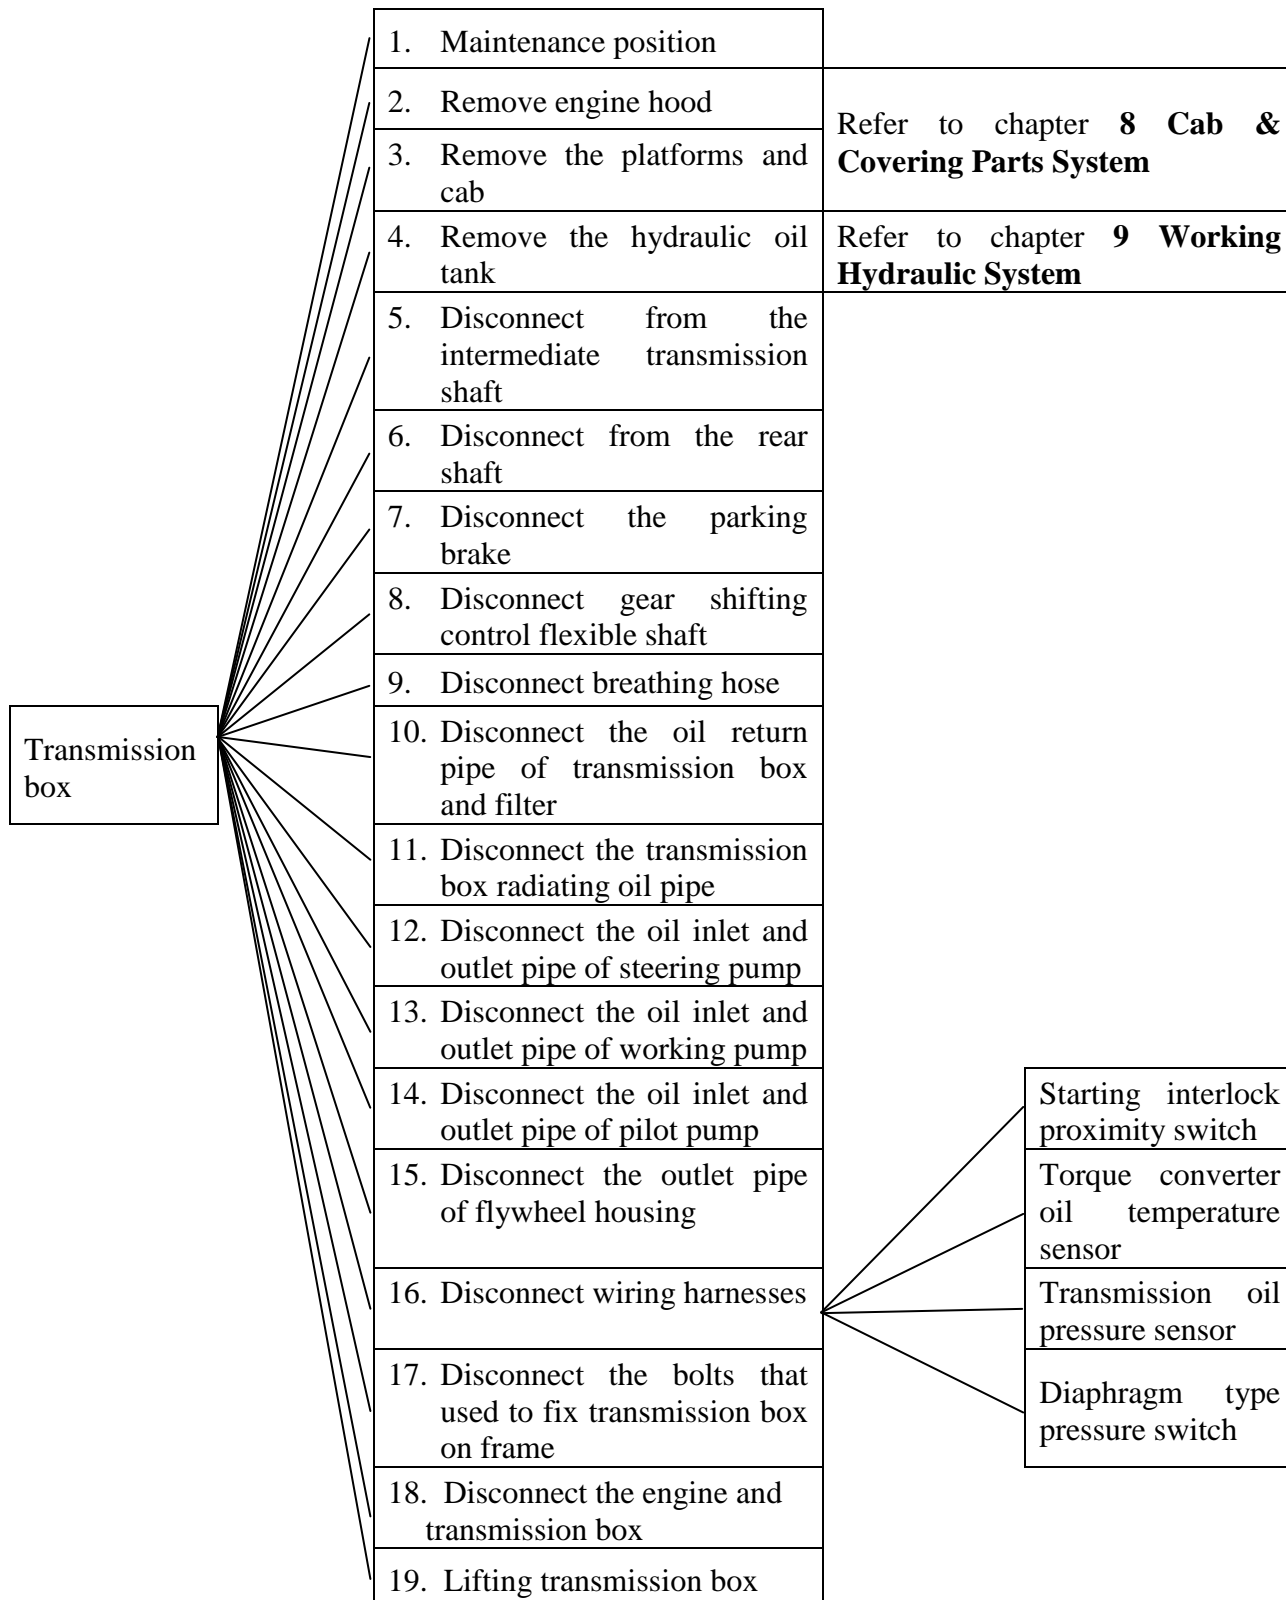 1. Maintenance position
2. Remove engine hood
3. Remove the platforms and
cab
Refer to chapter 8 Cab &
Covering Parts System
4. Remove the hydraulic oil
tank
Refer to chapter 9 Working
Hydraulic System
5. Disconnect from the
intermediate transmission
shaft
6. Disconnect from the rear
shaft
7. Disconnect the parking
brake
8. Disconnect gear shifting
control flexible shaft
9. Disconnect breathing hose
Transmission
box
10. Disconnect the oil return
pipe of transmission box
and filter
11. Disconnect the transmission
box radiating oil pipe
12. Disconnect the oil inlet and
outlet pipe of steering pump
13. Disconnect the oil inlet and
outlet pipe of working pump
14. Disconnect the oil inlet and
outlet pipe of pilot pump
15. Disconnect the outlet pipe
of flywheel housing
16. Disconnect wiring harnesses
Starting interlock
proximity switch
Torque converter
oil temperature
sensor
Transmission oil
pressure sensor
Diaphragm type
pressure switch
17. Disconnect the bolts that
used to fix transmission box
on frame
18. Disconnect the engine and
transmission box
19. Lifting transmission box